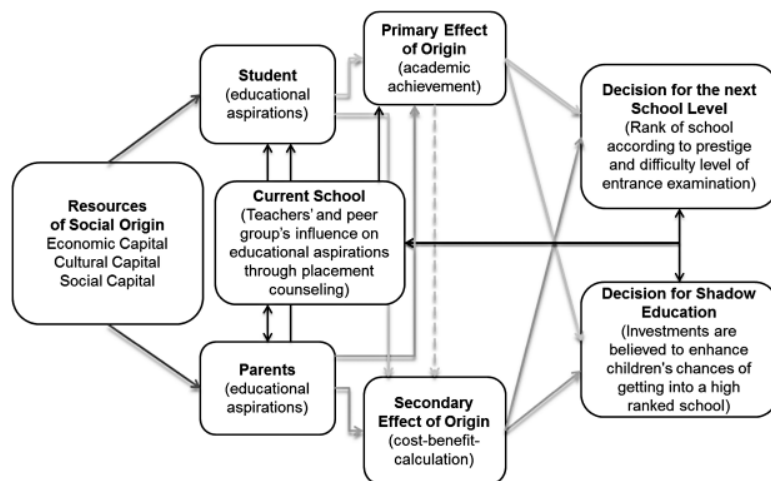 Primary Effect
of Origin
(academic
achievement)
Student
(educational
aspirations)
Decision for the next
School Level
(Rank of school
according to prestige
and difficulty level of
entrance examination)
Resources
of Social Origin
Economic Capital
Cultural Capital
Social Capital
Current School
(Teachers' and peer
group's influence on
educational aspirations
through placement
counseling)
Decision for Shadow
Education
(Investments are
believed to enhance
children's chances of
getting into a high
ranked school)
Parents
(educational
aspirations)
Secondary
Effect of Origin
(cost-benefit-
calculation)